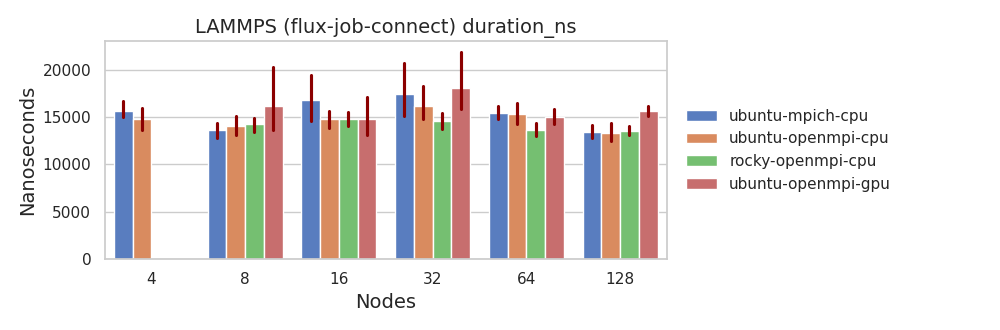 LAMMPS (flux-job-connect) duration_ns
Nanoseconds
20000
15000
10000
5000
0
4 8 16 32 64 128
Nodes
ubuntu-mpich-cpu
ubuntu-openmpi-cpu
rocky-openmpi-cpu
ubuntu-openmpi-gpu